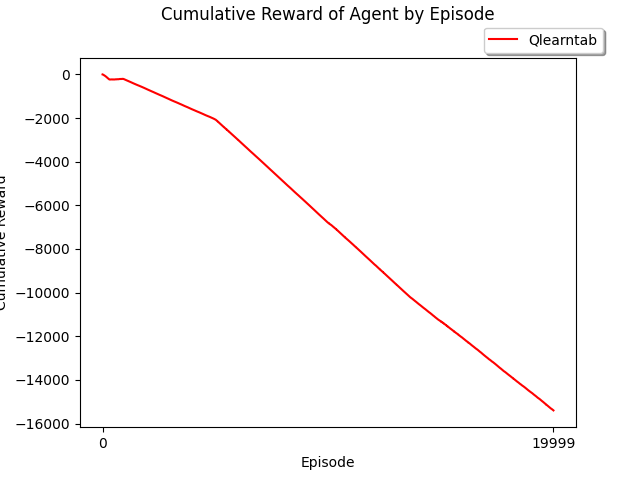 Cumulative Reward of Agent by Episode
Qlearntab
0
−2000
−4000
−6000
−8000
−10000
−12000
−14000
−16000
Cumulative Reward
0
19999
Episode